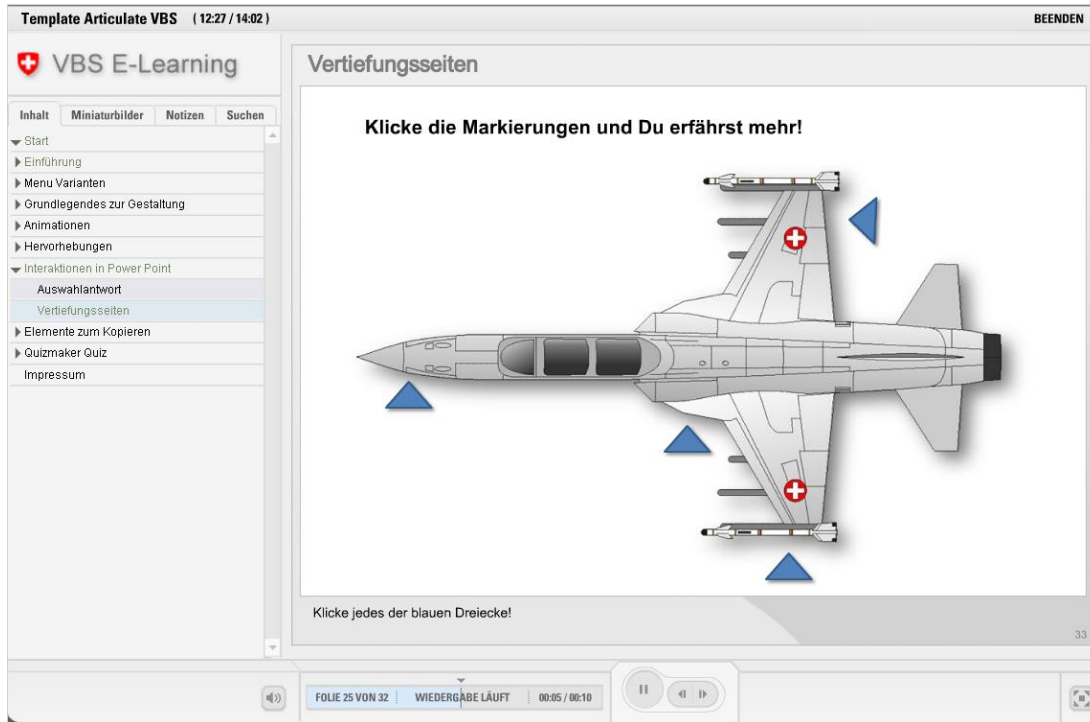 Template Articulate VBS ( 12:27 / 14:02 )
BEENDEN
VBS E-Learning
Inhalt Miniaturbilder Notizen Suchen
Start
Einführung
Menu Varianten
Grundlegendes zur Gestaltung
Animationen
Hervorhebungen
Interaktionen in Power Point
Auswahlantwort
Vertiefungsseiten
Elemente zum Kopieren
Quizmaker Quiz
Impressum
Vertiefungsseiten
Klicke die Markierungen und Du erfährst mehr!
Klicke jedes der blauen Dreiecke!
33
FOLIE 25 VON 32 WIEDERGABE LÄUFT 00:05 / 00:10